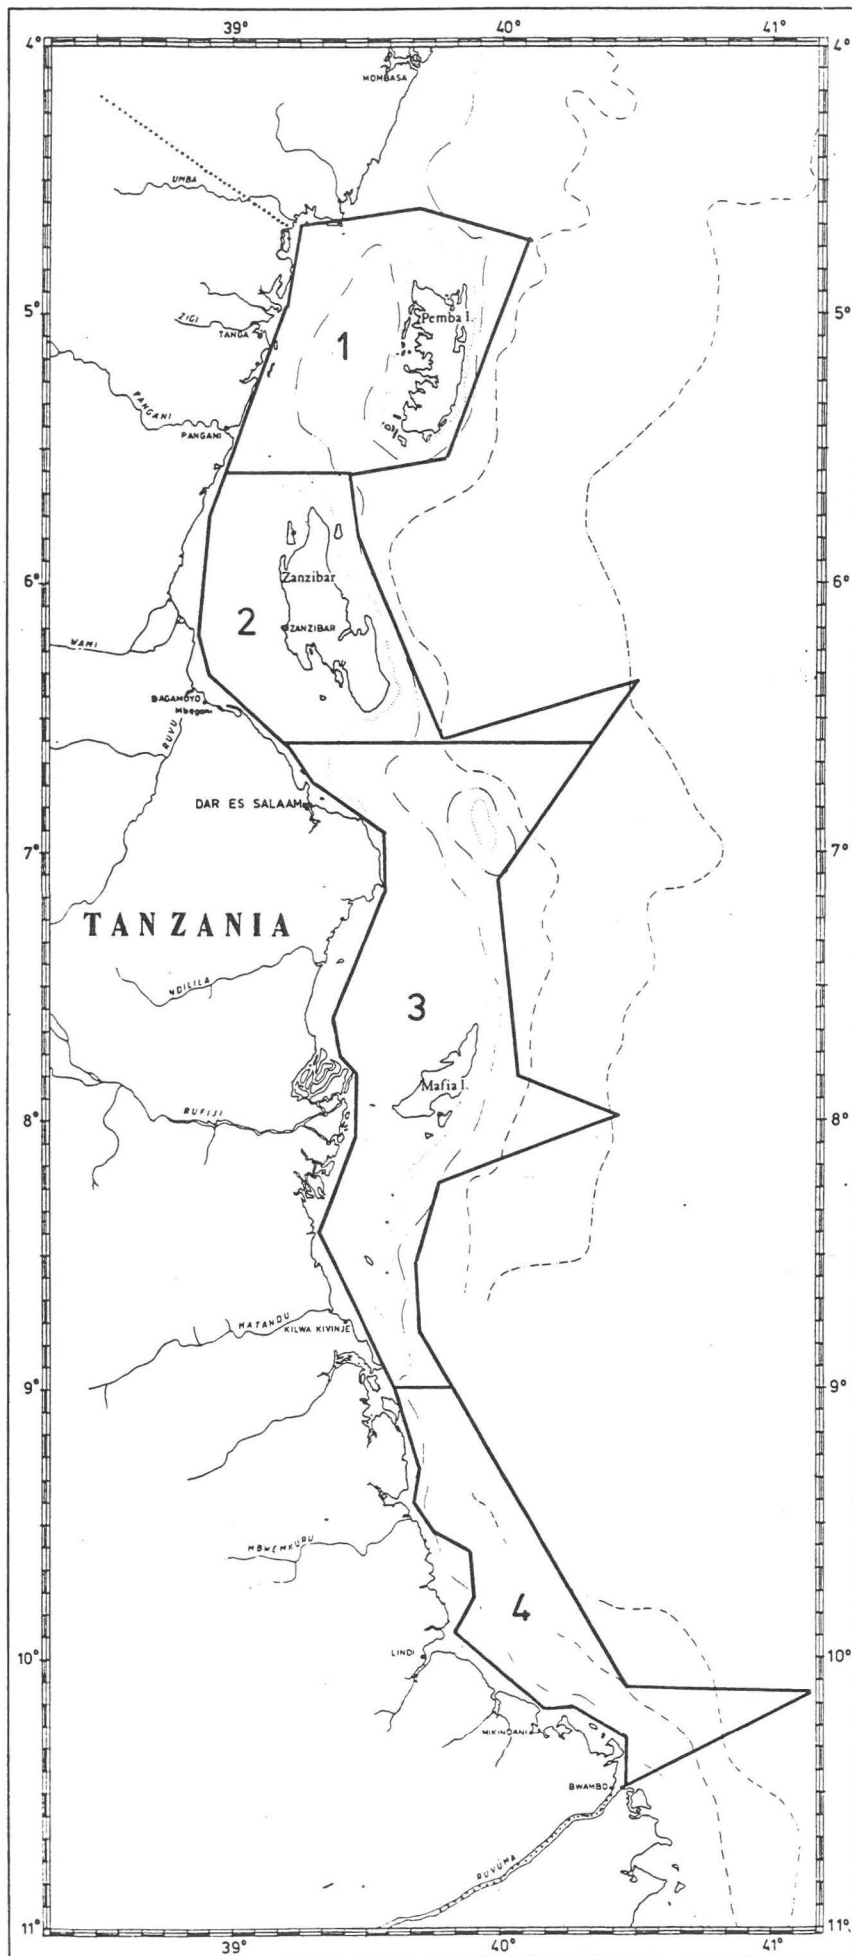 39° 40° 41°
4° 4°
MOMBASA
UMBA
5° 5°
Pemba I.
ZIGI
TANGA
1
PANGANI
PANGANI
6° 6°
Zanzibar
2
ZANZIBAR
WAMI
BAGAMOYO
Mbegani
RUVU
DAR ES SALAAM
7° 7°
TANZANIA
NDILILA
3
Mafia I.
RUFIJI
8° 8°
MATANDU
KILWA KIVINJE
9° 9°
MBWEMKURU
4
LINDI
10° 10°
MIKINDANI
BWAMBO
RUVUMA
11° 11°
39° 40° 41°